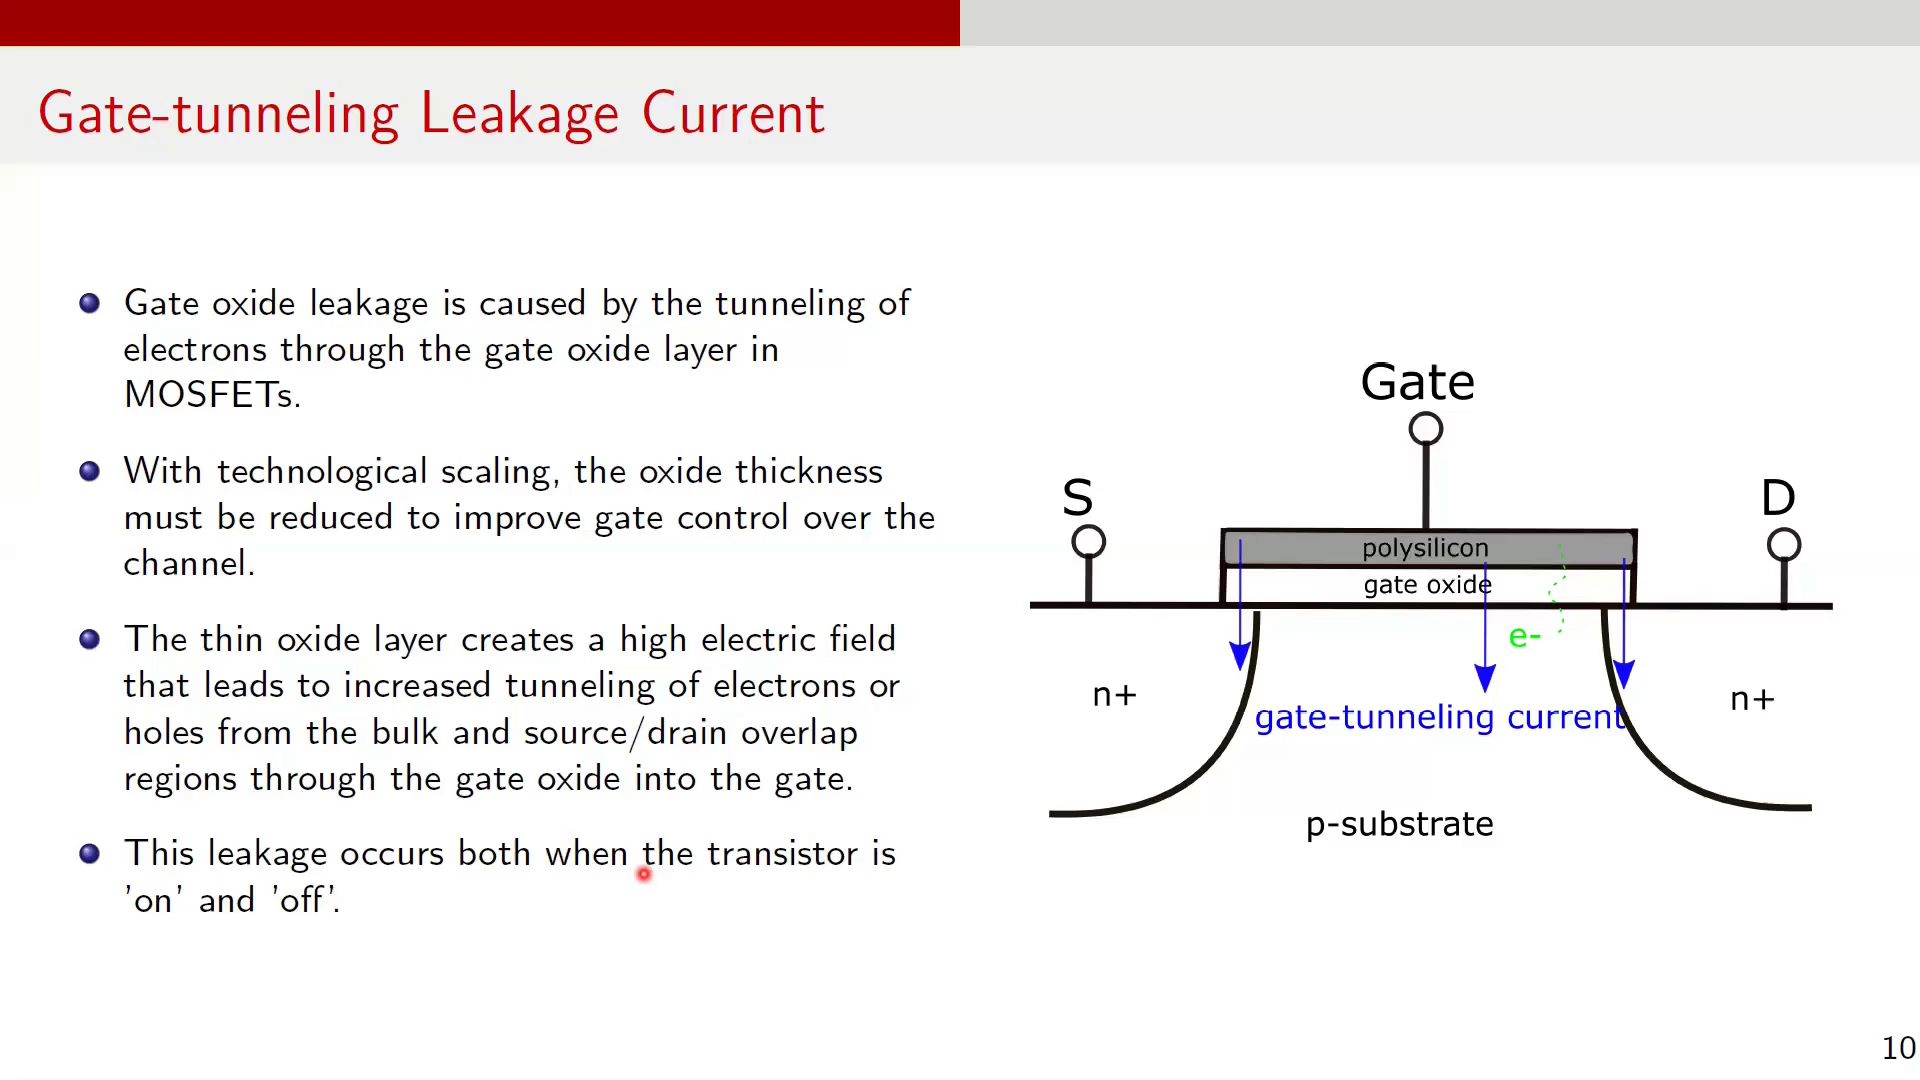 Gate-tunneling Leakage Current
Gate oxide leakage is caused by the tunneling of
electrons through the gate oxide layer in
MOSFETs.
With technological scaling, the oxide thickness
must be reduced to improve gate control over the
channel.
The thin oxide layer creates a high electric field
that leads to increased tunneling of electrons or
holes from the bulk and source/drain overlap
regions through the gate oxide into the gate.
This leakage occurs both when the transistor is
'on' and 'off'.
Gate
S
D
polysilicon
gate oxide
e-
n+
n+
gate-tunneling current
p-substrate
10